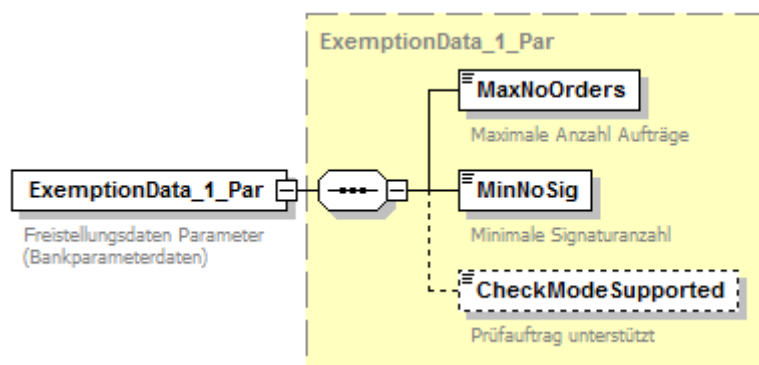 ExemptionData_1_Par
MaxNoOrders
Maximale Anzahl Aufträge
ExemptionData_1_Par
Freistellungsdaten Parameter
(Bankparameterdaten)
MinNoSig
Minimale Signaturanzahl
CheckModeSupported
Prüfauftrag unterstützt